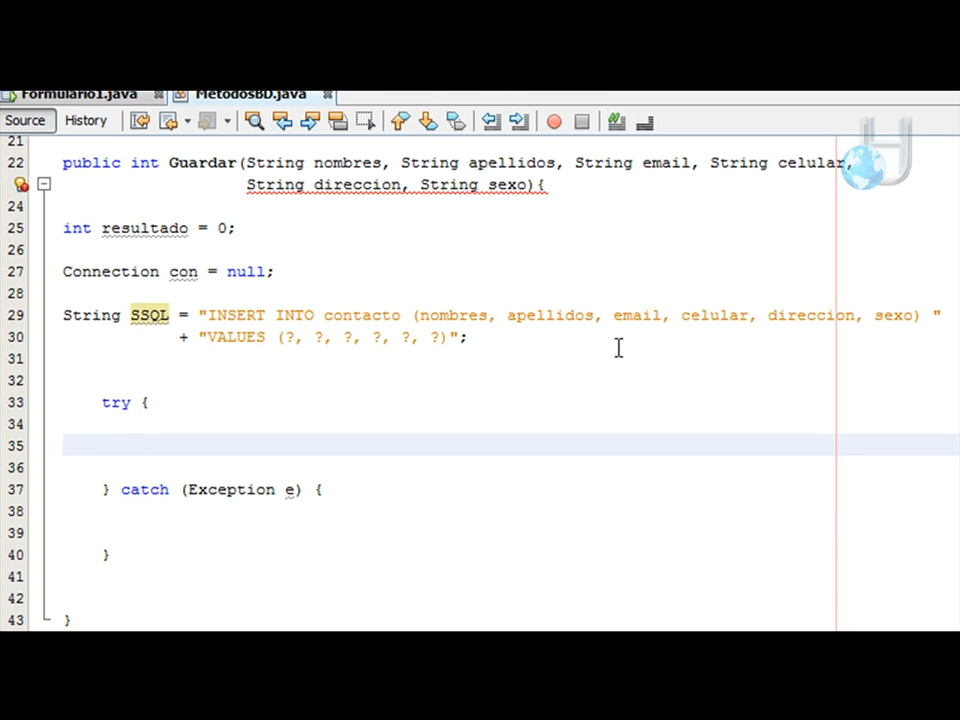 Formulario1.java MetodosBD.java
Source History
21
22 public int Guardar(String nombres, String apellidos, String email, String celular,
String direccion, String sexo){
24
25 int resultado = 0;
26
27 Connection con = null;
28
29 String SSQL = "INSERT INTO contacto (nombres, apellidos, email, celular, direccion, sexo) "
30 + "VALUES (?, ?, ?, ?, ?, ?)";
31
32
33 try {
34
35
36
37 } catch (Exception e) {
38
39
40 }
41
42
43 }